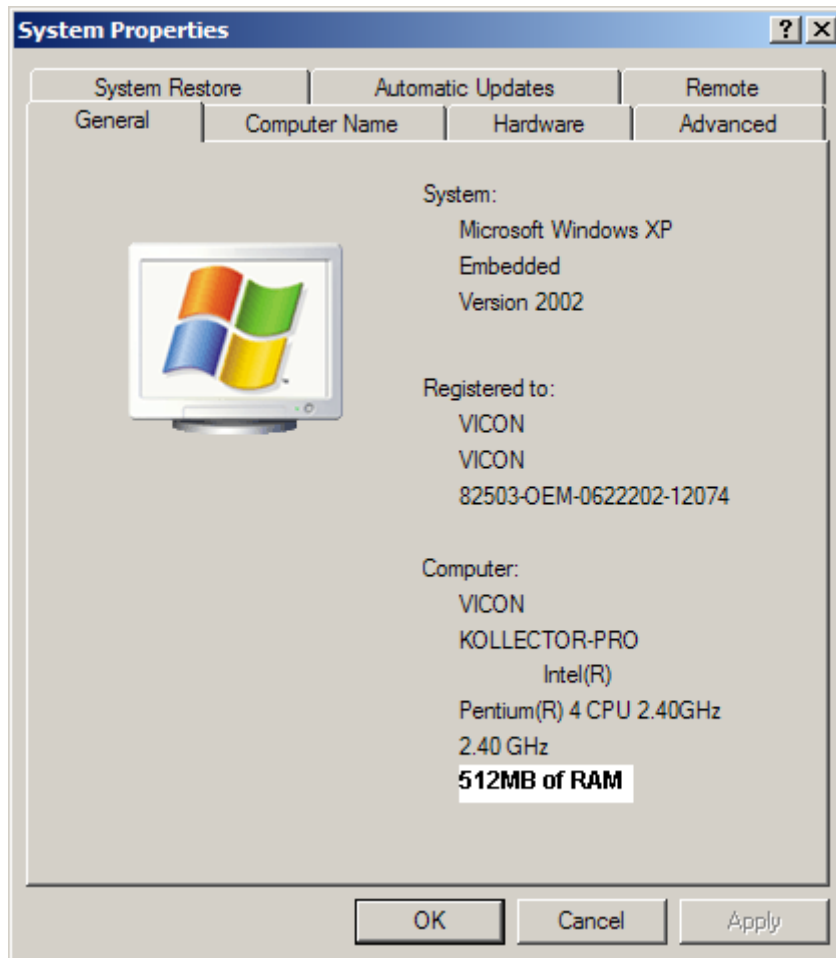 System Properties
System Restore Automatic Updates Remote
General Computer Name Hardware Advanced
System:
Microsoft Windows XP
Embedded
Version 2002
Registered to:
VICON
VICON
82503-OEM-0622202-12074
Computer:
VICON
KOLLECTOR-PRO
Intel(R)
Pentium(R) 4 CPU 2.40GHz
2.40 GHz
512MB of RAM
OK Cancel Apply